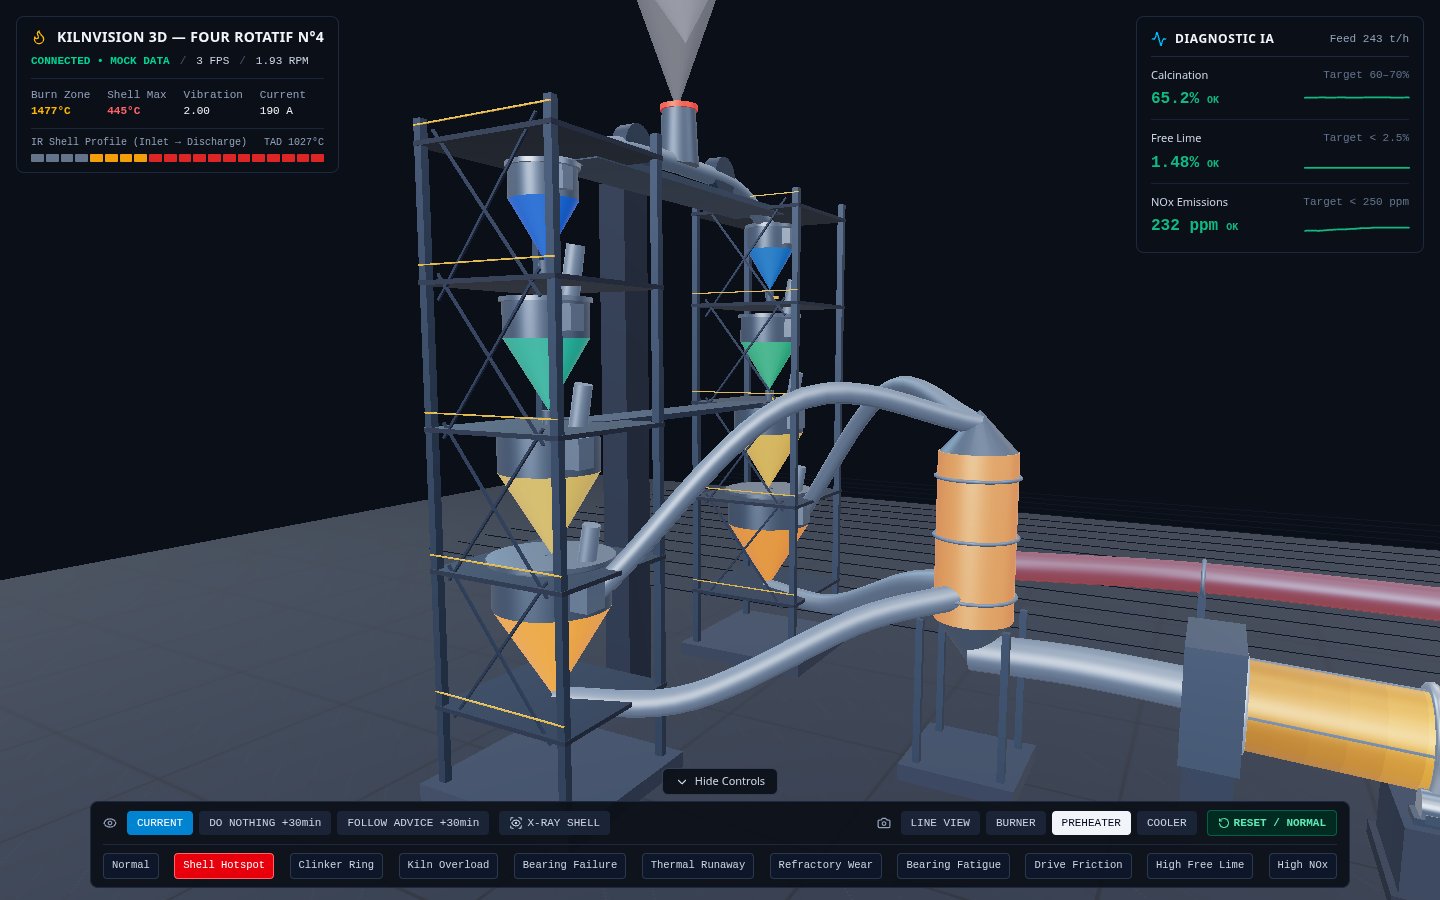 KILNVISION 3D — FOUR ROTATIF N°4
CONNECTED • MOCK DATA / 3 FPS / 1.93 RPM
Burn Zone Shell Max Vibration Current
1477°C 445°C 2.00 190 A
IR Shell Profile (Inlet → Discharge) TAD 1027°C
DIAGNOSTIC IA Feed 243 t/h
Calcination Target 60–70%
65.2% OK
Free Lime Target < 2.5%
1.48% OK
NOx Emissions Target < 250 ppm
232 ppm OK
Hide Controls
CURRENT DO NOTHING +30min FOLLOW ADVICE +30min X-RAY SHELL LINE VIEW BURNER PREHEATER COOLER RESET / NORMAL
Normal Shell Hotspot Clinker Ring Kiln Overload Bearing Failure Thermal Runaway Refractory Wear Bearing Fatigue Drive Friction High Free Lime High NOx